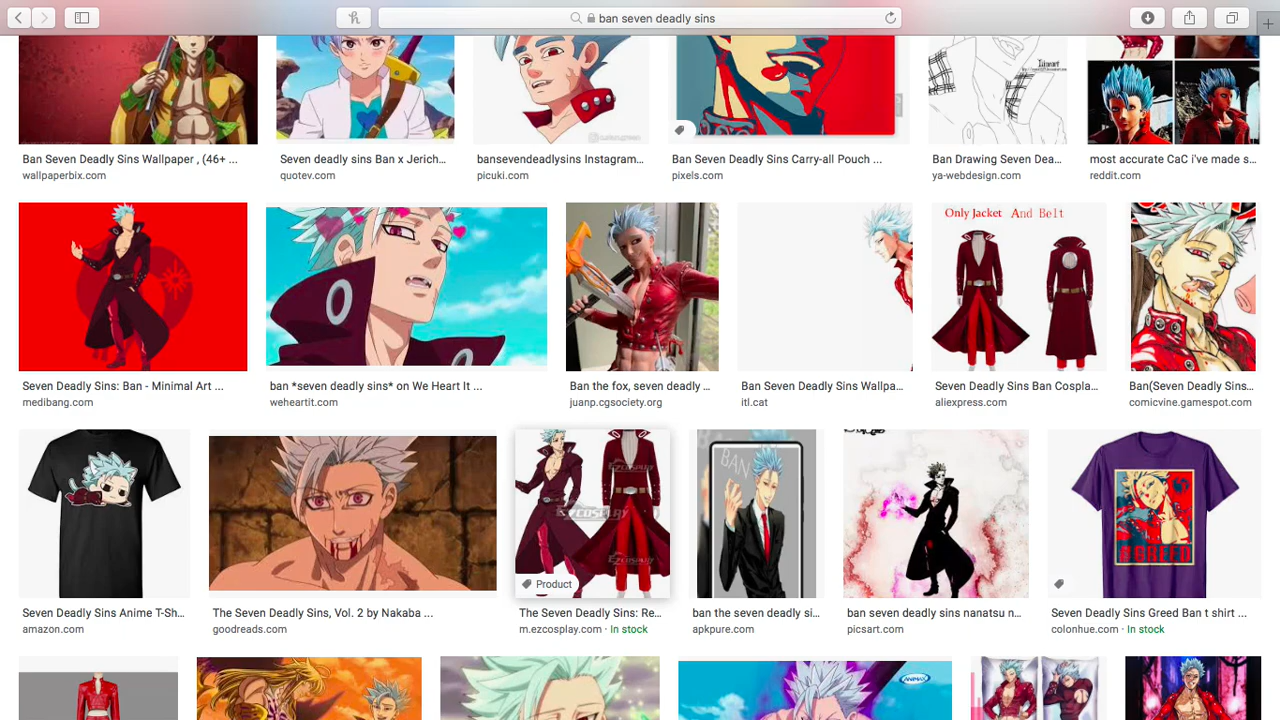 ban seven deadly sins
Ban Seven Deadly Sins Wallpaper , (46+ ...
wallpaperbix.com
Seven deadly sins Ban x Jerich...
quotev.com
bansevendeadlysins Instagram...
picuki.com
Ban Seven Deadly Sins Carry-all Pouch ...
pixels.com
Ban Drawing Seven Dea...
ya-webdesign.com
most accurate CaC i've made s...
reddit.com
Only Jacket And Belt
Seven Deadly Sins: Ban - Minimal Art ...
medibang.com
ban *seven deadly sins* on We Heart It ...
weheartit.com
Ban the fox, seven deadly ...
juanp.cgsociety.org
Ban Seven Deadly Sins Wallpa...
itl.cat
Seven Deadly Sins Ban Cospla...
aliexpress.com
Ban(Seven Deadly Sins...
comicvine.gamespot.com
EZCOSPLAY
EZCOSPLAY
EZCOSPLAY
Product
BAN
GREED
Seven Deadly Sins Anime T-Sh...
amazon.com
The Seven Deadly Sins, Vol. 2 by Nakaba ...
goodreads.com
The Seven Deadly Sins: Re...
m.ezcosplay.com · In stock
ban the seven deadly si...
apkpure.com
ban seven deadly sins nanatsu n...
picsart.com
Seven Deadly Sins Greed Ban t shirt ...
colonhue.com · In stock